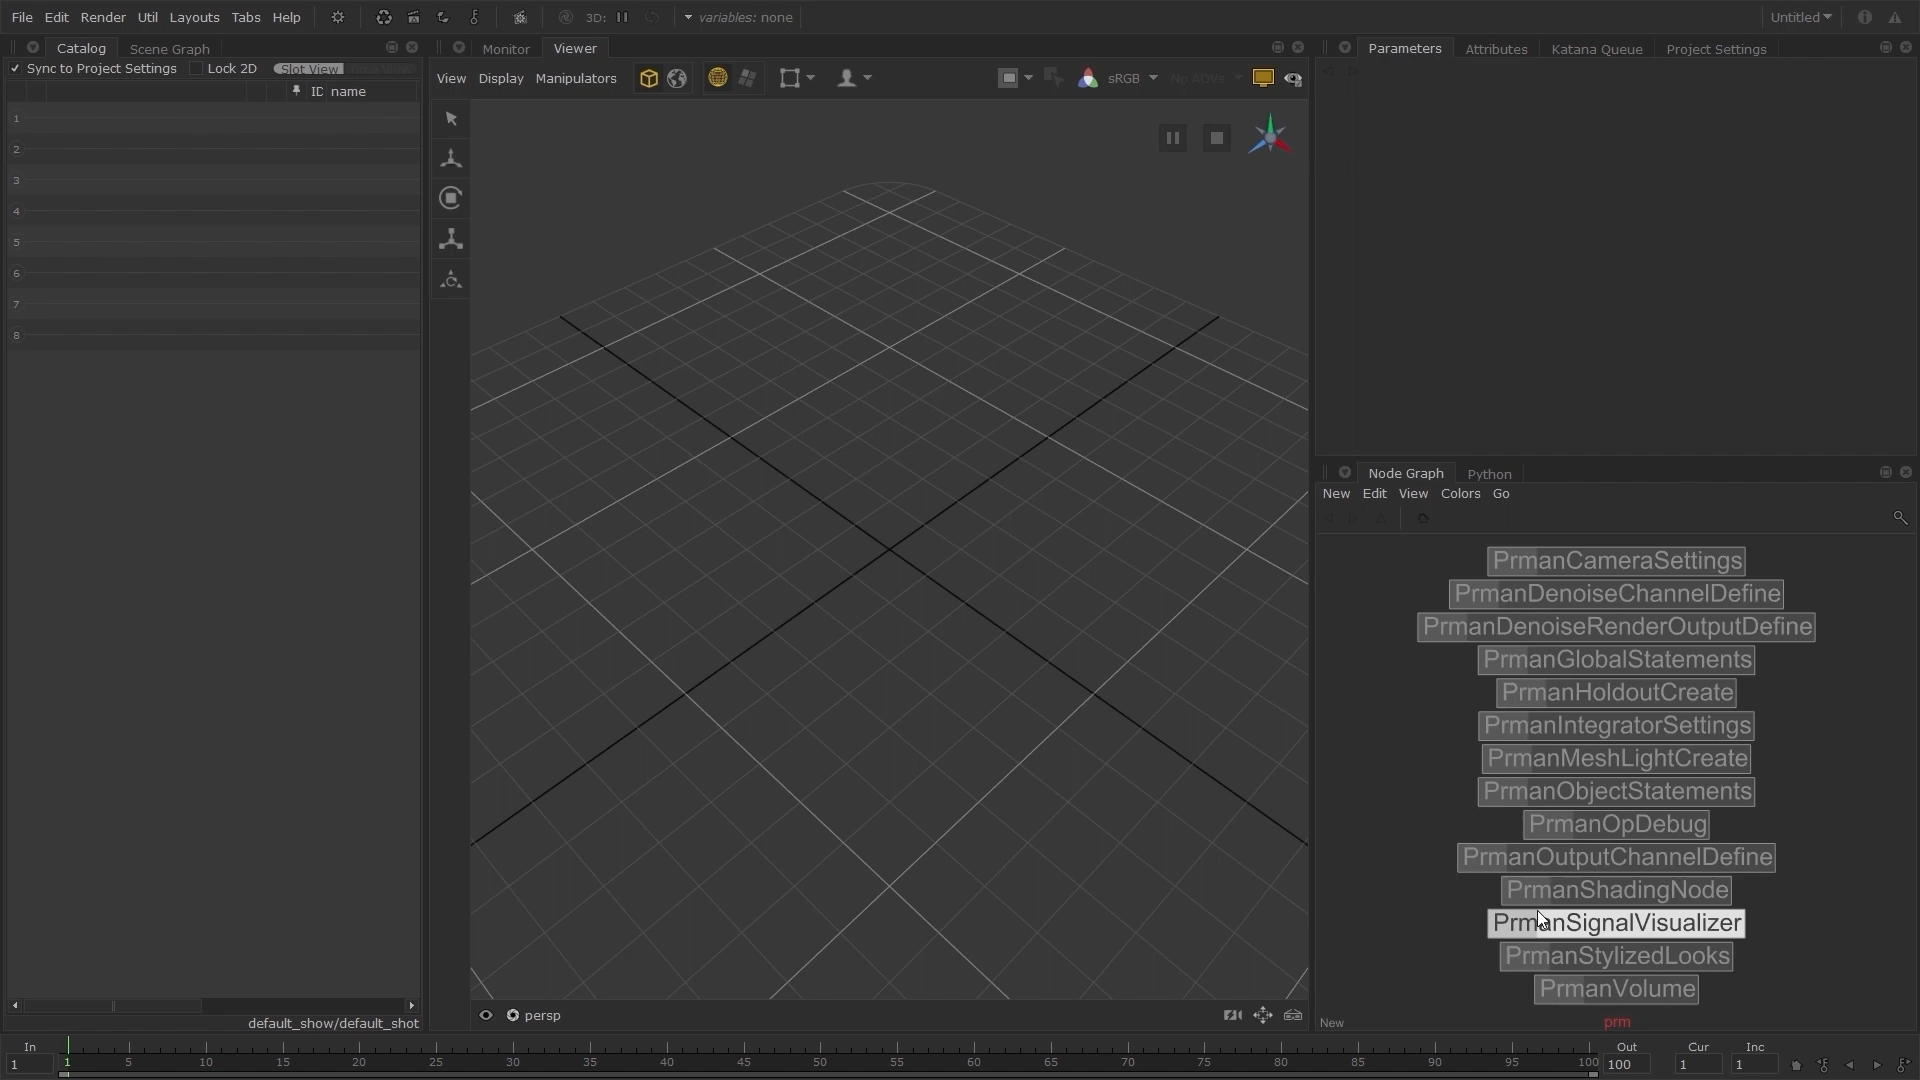 File Edit Render Util Layouts Tabs Help 3D: variables: none Untitled
Catalog Scene Graph Monitor Viewer Parameters Attributes Katana Queue Project Settings
Sync to Project Settings Lock 2D Slot View
View Display Manipulators sRGB No ADVs
ID name
1
2
3
4
5
6
7
8
Node Graph Python
New Edit View Colors Go
PrmanCameraSettings
PrmanDenoiseChannelDefine
PrmanDenoiseRenderOutputDefine
PrmanGlobalStatements
PrmanHoldoutCreate
PrmanIntegratorSettings
PrmanMeshLightCreate
PrmanObjectStatements
PrmanOpDebug
PrmanOutputChannelDefine
PrmanShadingNode
PrmanSignalVisualizer
PrmanStylizedLooks
PrmanVolume
New prm
persp
default_show/default_shot
In Out Cur Inc
1 1 5 10 15 20 25 30 35 40 45 50 55 60 65 70 75 80 85 90 95 100 100 1 1